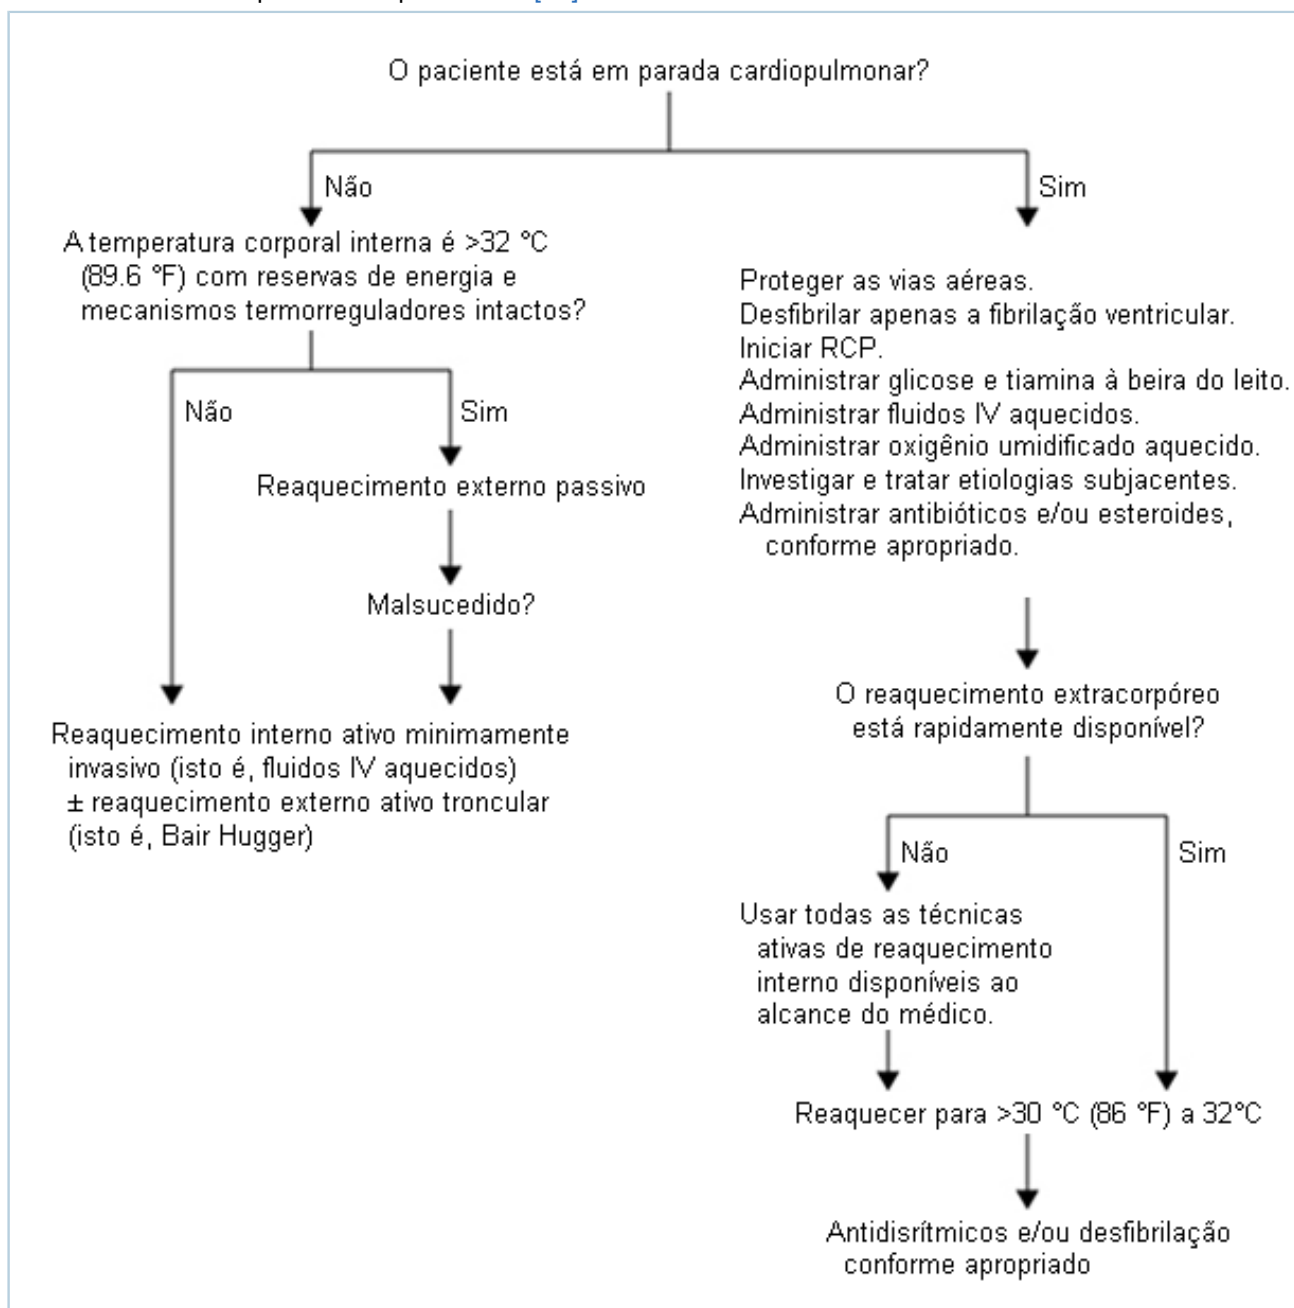 O paciente está em parada cardiopulmonar?
Não
Sim
A temperatura corporal interna é >32 °C
(89.6 °F) com reservas de energia e
mecanismos termorreguladores intactos?
Não
Sim
Reaquecimento externo passivo
Malsucedido?
Reaquecimento interno ativo minimamente
invasivo (isto é, fluidos IV aquecidos)
± reaquecimento externo ativo troncular
(isto é, Bair Hugger)
Proteger as vias aéreas.
Desfibrilar apenas a fibrilação ventricular.
Iniciar RCP.
Administrar glicose e tiamina à beira do leito.
Administrar fluidos IV aquecidos.
Administrar oxigênio umidificado aquecido.
Investigar e tratar etiologias subjacentes.
Administrar antibióticos e/ou esteroides,
conforme apropriado.
O reaquecimento extracorpóreo
está rapidamente disponível?
Não
Sim
Usar todas as técnicas
ativas de reaquecimento
interno disponíveis ao
alcance do médico.
Reaquecer para >30 °C (86 °F) a 32°C
Antidisrítmicos e/ou desfibrilação
conforme apropriado